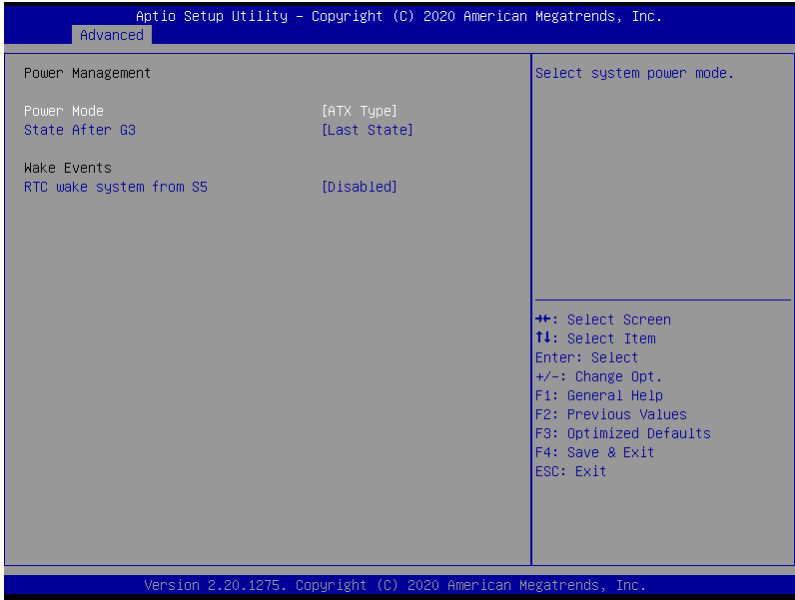 Aptio Setup Utility – Copyright (C) 2020 American Megatrends, Inc.
Advanced
Power Management
Power Mode [ATX Type]
State After G3 [Last State]
Wake Events
RTC wake system from S5 [Disabled]
Select system power mode.
→←: Select Screen
↑↓: Select Item
Enter: Select
+/-: Change Opt.
F1: General Help
F2: Previous Values
F3: Optimized Defaults
F4: Save & Exit
ESC: Exit
Version 2.20.1275. Copyright (C) 2020 American Megatrends, Inc.